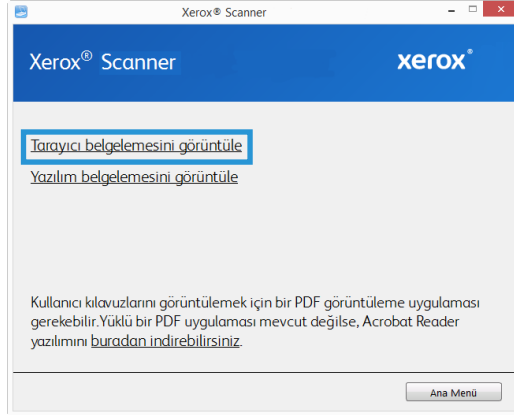 Xerox® Scanner
Xerox® Scanner
xerox®
Tarayıcı belgelemesini görüntüle
Yazılım belgelemesini görüntüle
Kullanıcı kılavuzlarını görüntülemek için bir PDF görüntüleme uygulaması
gerekebilir.Yüklü bir PDF uygulaması mevcut değilse, Acrobat Reader
yazılımını buradan indirebilirsiniz.
Ana Menü